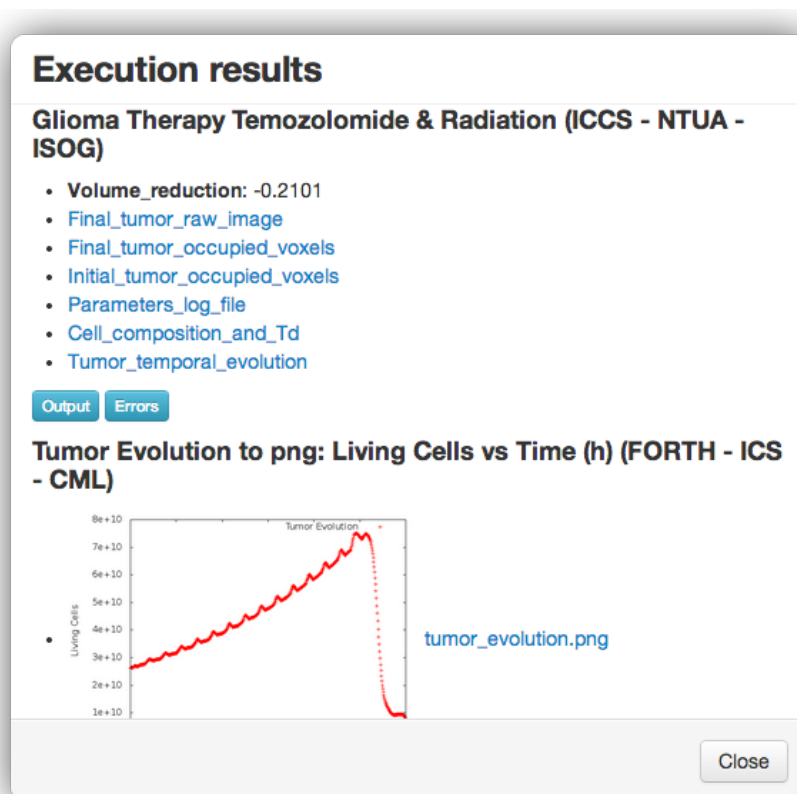 Execution results
Glioma Therapy Temozolomide & Radiation (ICCS - NTUA -
ISOG)
• Volume_reduction: -0.2101
• Final_tumor_raw_image
• Final_tumor_occupied_voxels
• Initial_tumor_occupied_voxels
• Parameters_log_file
• Cell_composition_and_Td
• Tumor_temporal_evolution
Output Errors
Tumor Evolution to png: Living Cells vs Time (h) (FORTH - ICS
- CML)
8e+10
Tumor Evolution
7e+10
6e+10
5e+10
Living Cells
4e+10
• tumor_evolution.png
3e+10
2e+10
1e+10
Close